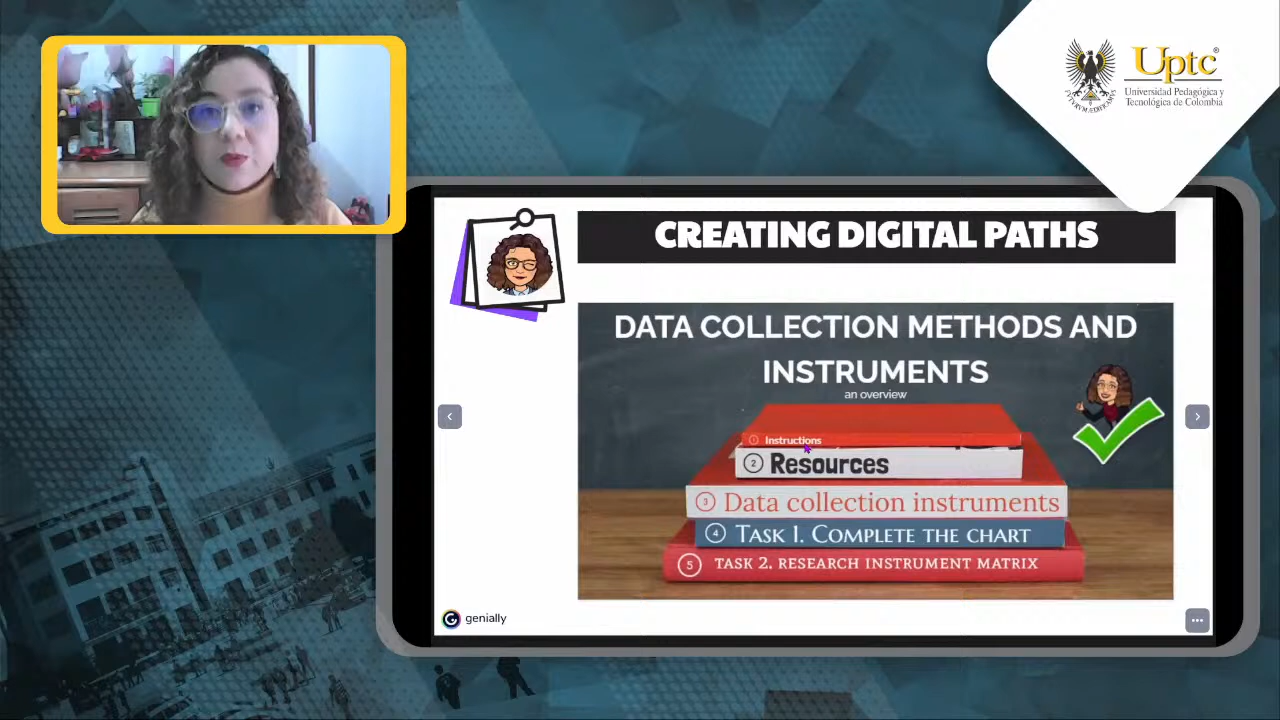 Uptc®
Universidad Pedagógica y
Tecnológica de Colombia
CREATING DIGITAL PATHS
DATA COLLECTION METHODS AND
INSTRUMENTS
an overview
1 Instructions
2 Resources
3 Data collection instruments
4 Task 1. Complete the chart
5 TASK 2. RESEARCH INSTRUMENT MATRIX
genially